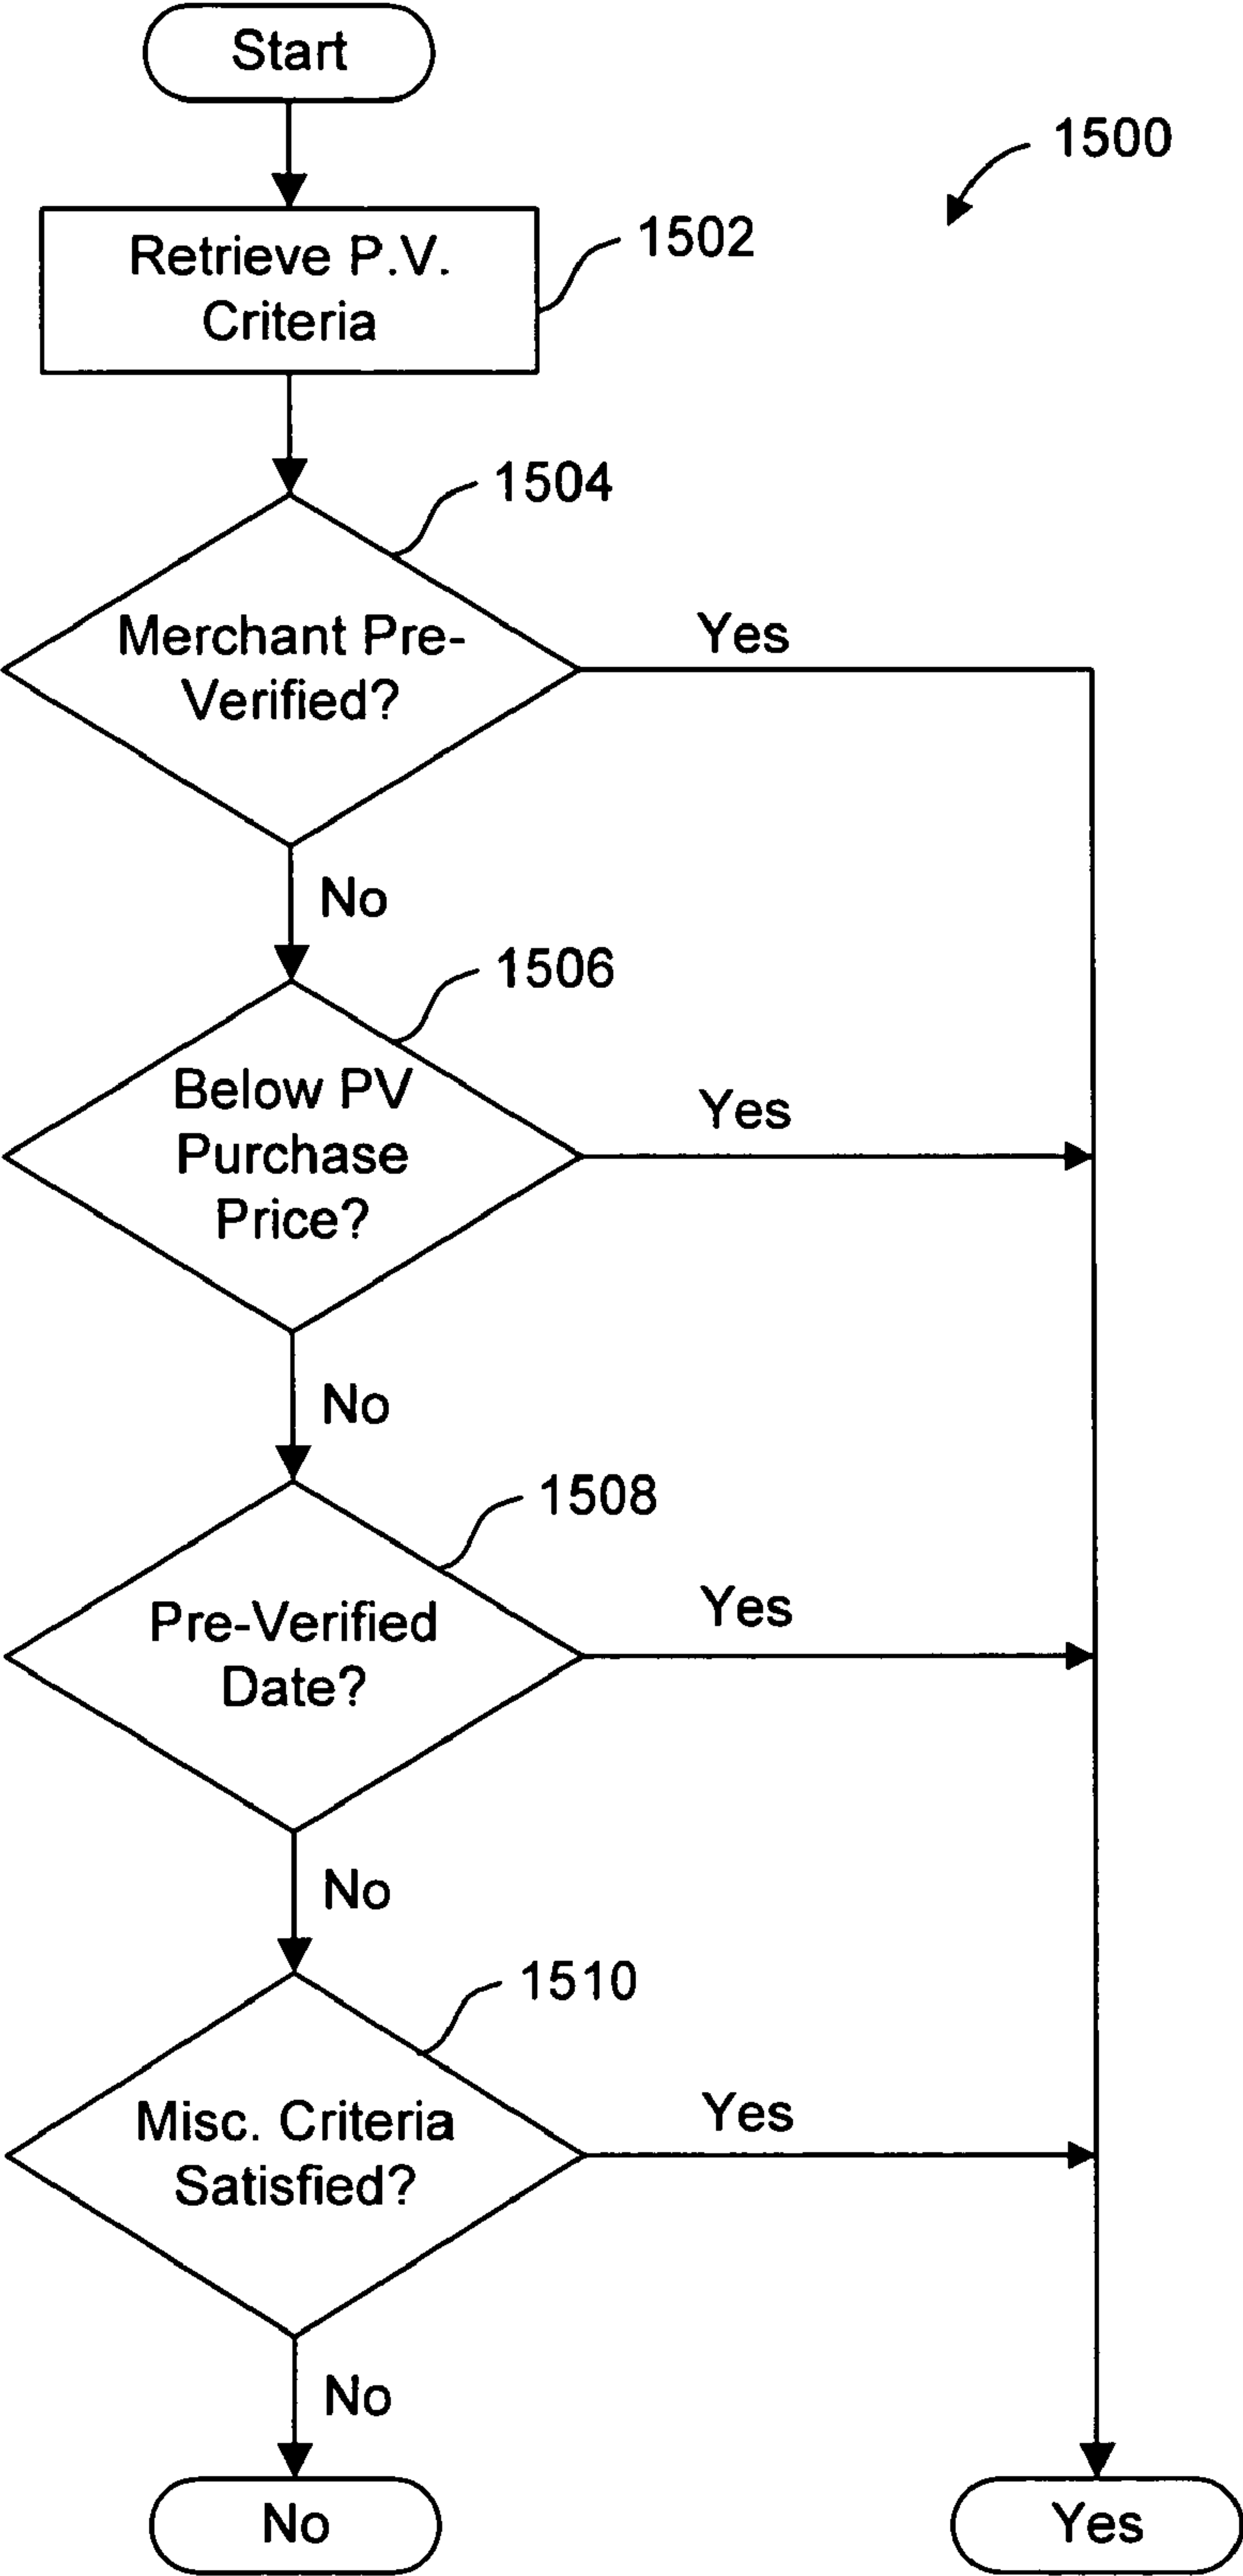 Start
1500
Retrieve P.V.
Criteria
1502
1504
Merchant Pre-
Verified?
Yes
No
1506
Below PV
Purchase
Price?
Yes
No
1508
Pre-Verified
Date?
Yes
No
1510
Misc. Criteria
Satisfied?
Yes
No
No
Yes